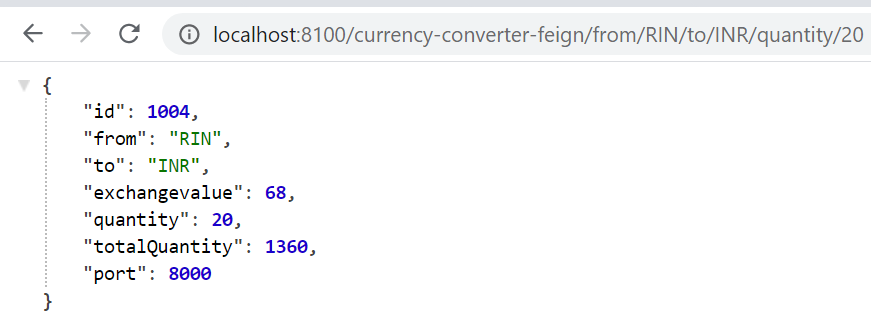 localhost:8100/currency-converter-feign/from/RIN/to/INR/quantity/20
{
"id": 1004,
"from": "RIN",
"to": "INR",
"exchangevalue": 68,
"quantity": 20,
"totalQuantity": 1360,
"port": 8000
}